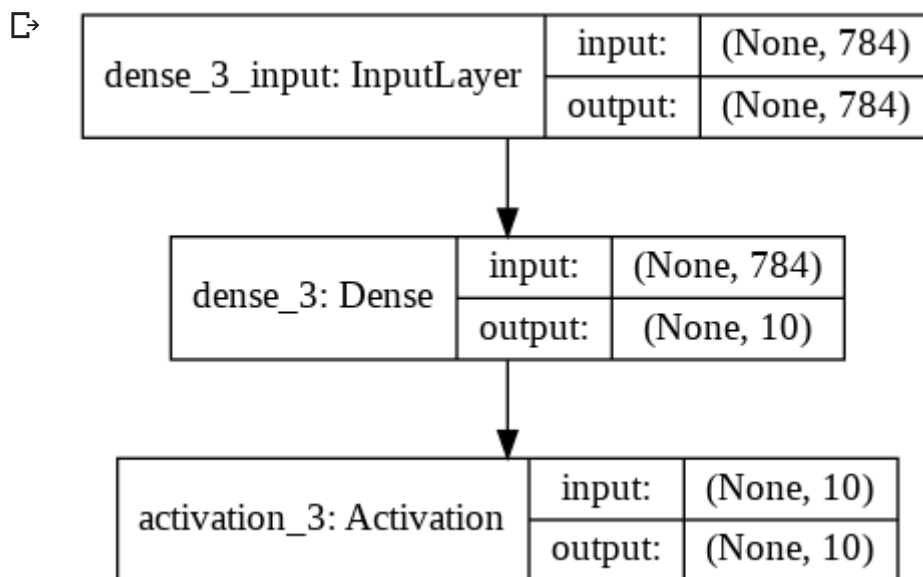 dense_3_input: InputLayer
input: (None, 784)
output: (None, 784)
dense_3: Dense
input: (None, 784)
output: (None, 10)
activation_3: Activation
input: (None, 10)
output: (None, 10)